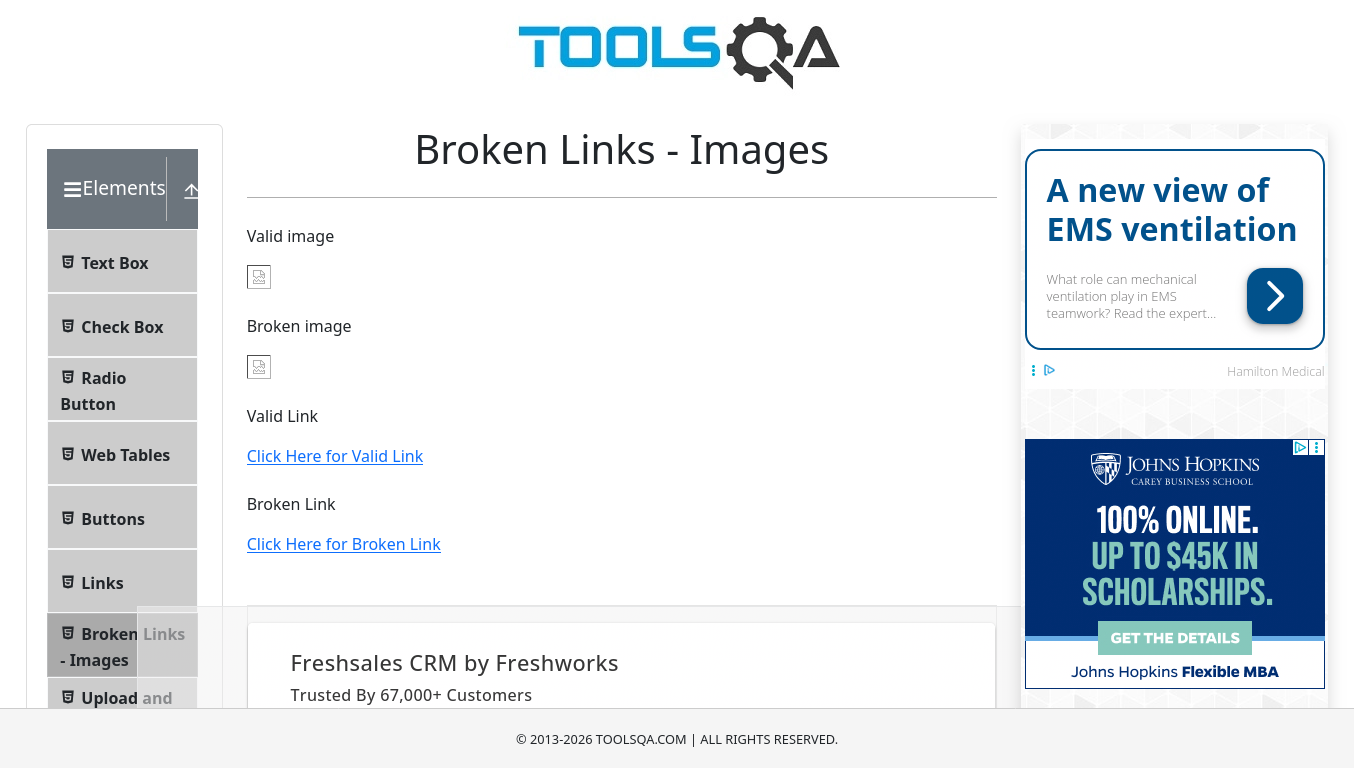 TOOLSQA
Elements
Text Box
Check Box
Radio
Button
Web Tables
Buttons
Links
Broken Links
- Images
Upload and
Broken Links - Images
Valid image
Broken image
Valid Link
Click Here for Valid Link
Broken Link
Click Here for Broken Link
Freshsales CRM by Freshworks
Trusted By 67,000+ Customers
A new view of
EMS ventilation
What role can mechanical
ventilation play in EMS
teamwork? Read the expert...
Hamilton Medical
JOHNS HOPKINS
CAREY BUSINESS SCHOOL
100% ONLINE.
UP TO $45K IN
SCHOLARSHIPS.
GET THE DETAILS
Johns Hopkins Flexible MBA
© 2013-2026 TOOLSQA.COM | ALL RIGHTS RESERVED.